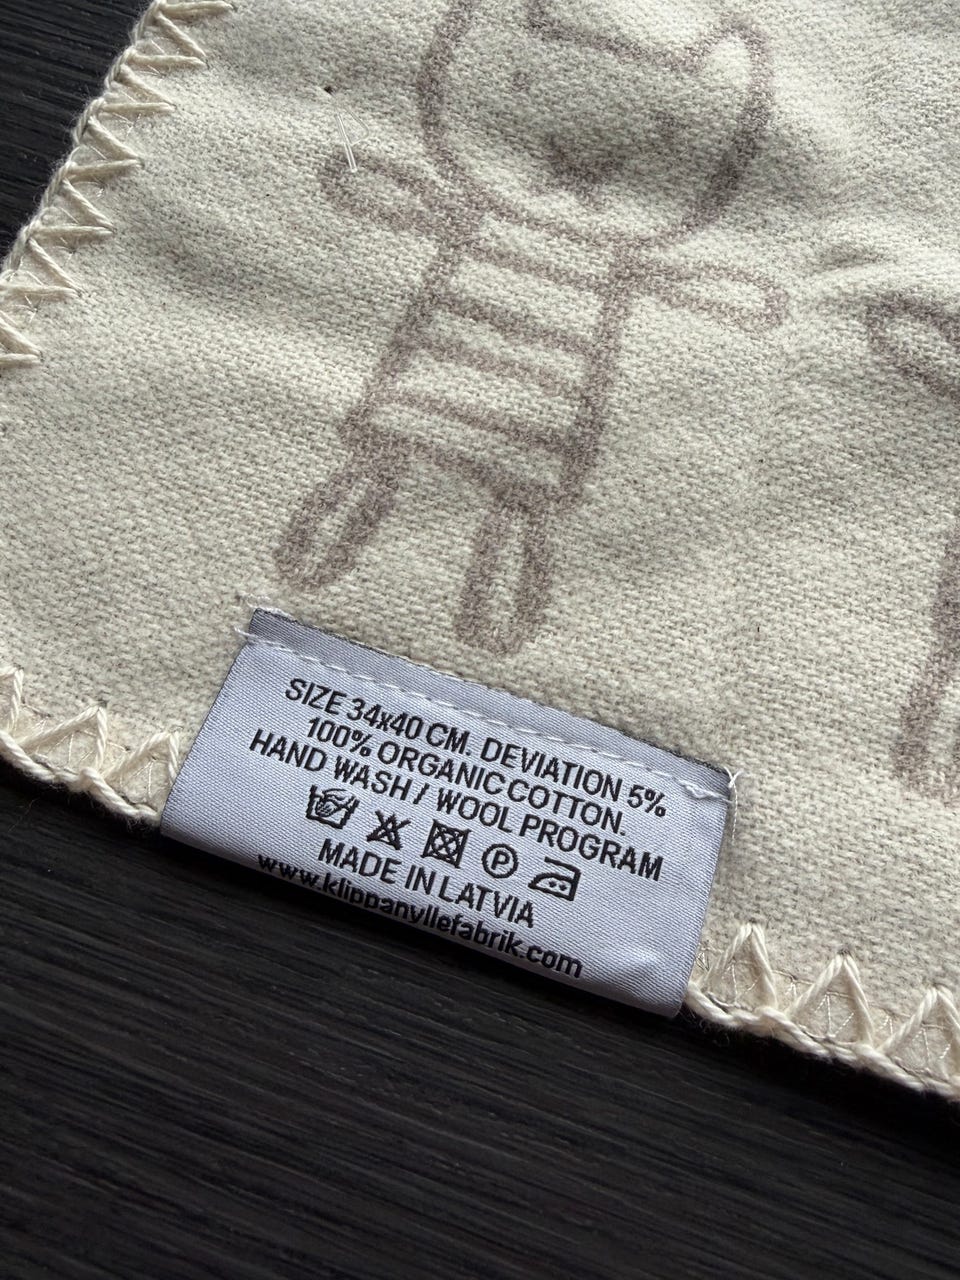 SIZE 34x40 CM. DEVIATION 5%
100% ORGANIC COTTON.
HAND WASH / WOOL PROGRAM
P
MADE IN LATVIA
www.klippanyllefabrik.com